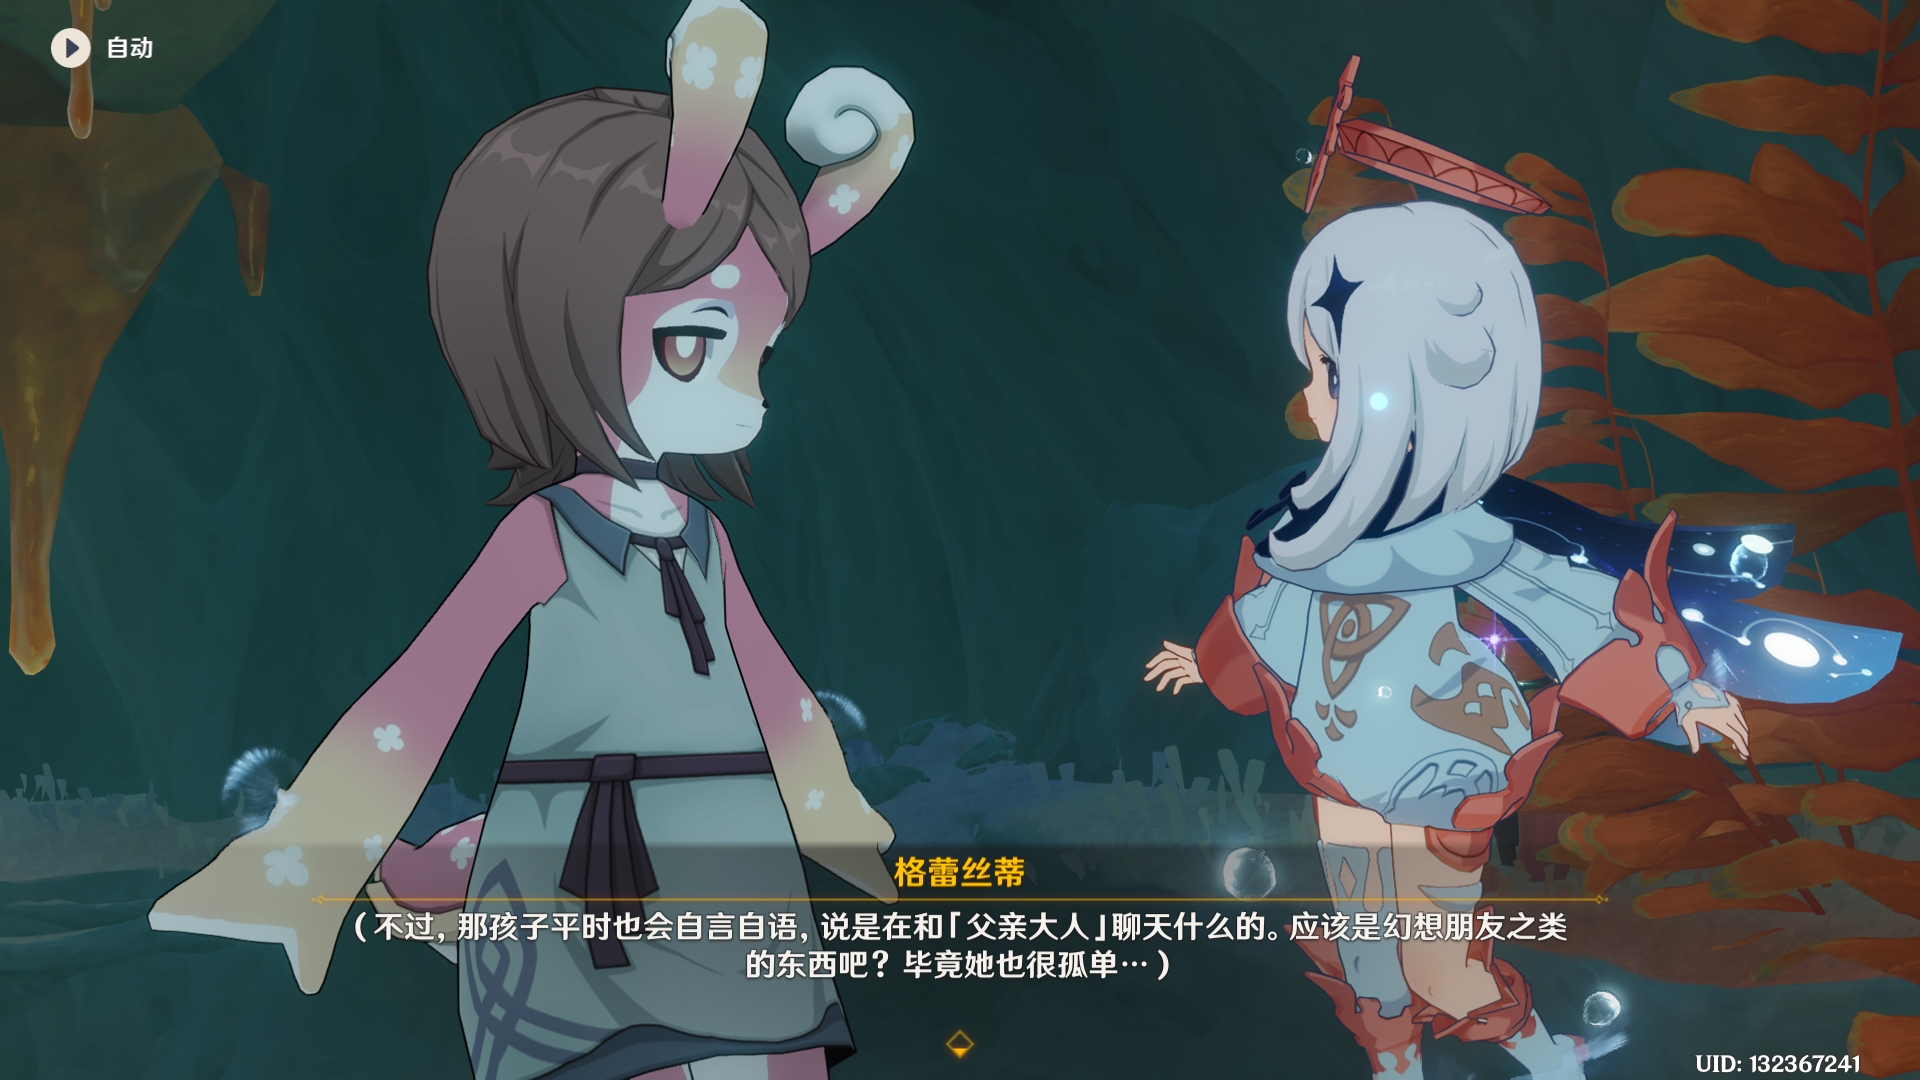 自动
格蕾丝蒂
（不过，那孩子平时也会自言自语，说是在和「父亲大人」聊天什么的。应该是幻想朋友之类
的东西吧？毕竟她也很孤单…）
UID: 132367241